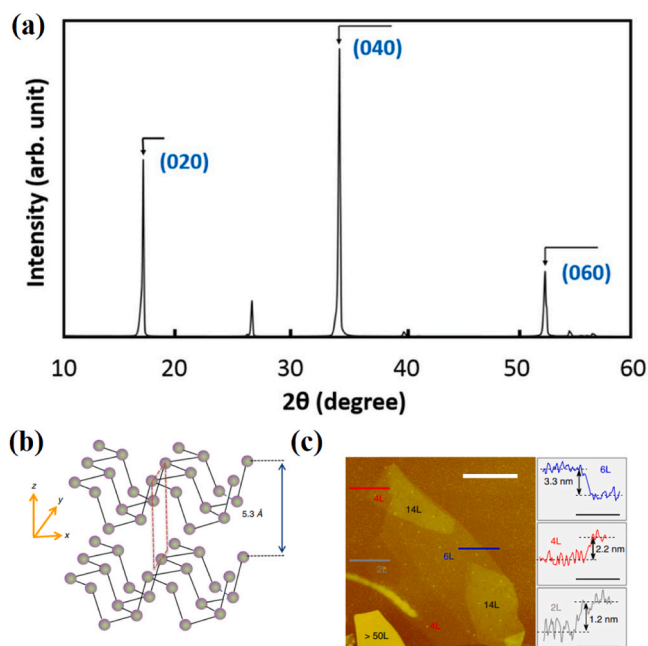 (a)
Intensity (arb. unit)
(020)
(040)
(060)
10 20 30 40 50 60
2θ (degree)
(b)
z
y
x
5.3 Å
(c)
4L
14L
6L
2L
14L
4L
> 50L
6L
3.3 nm
4L
2.2 nm
2L
1.2 nm